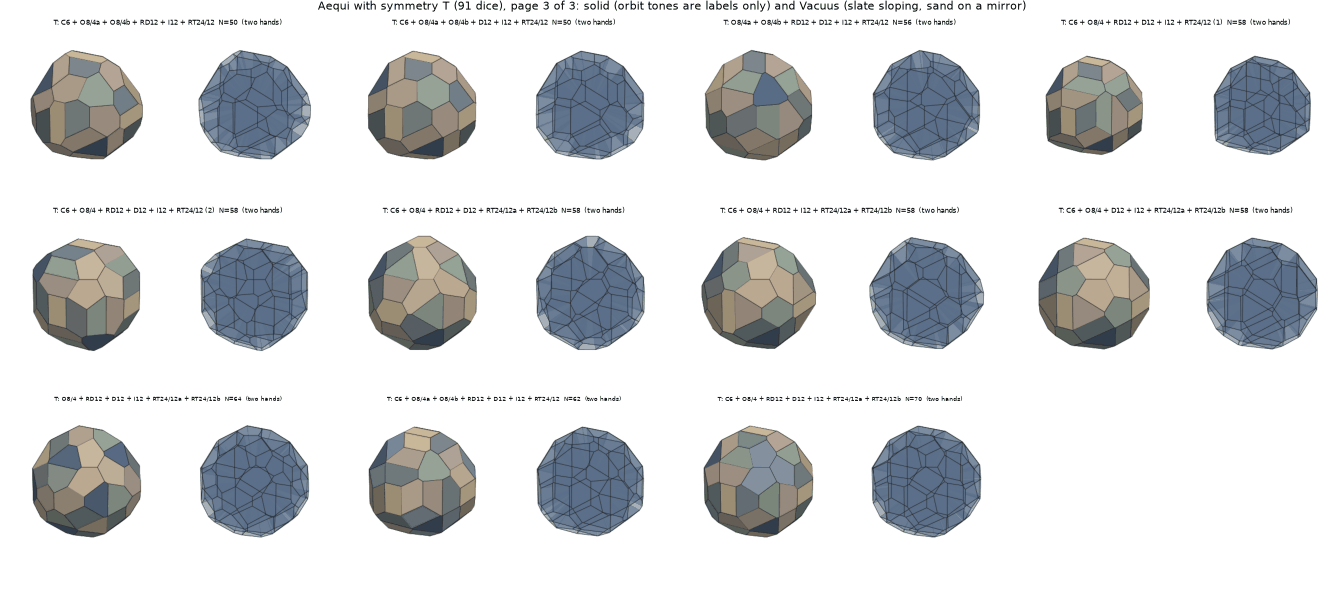 Aequi with symmetry T (91 dice), page 3 of 3: solid (orbit tones are labels only) and Vacuus (slate sloping, sand on a mirror)
T: C6 + O8/4a + O8/4b + RD12 + I12 + RT24/12 N=50 (two hands)
T: C6 + O8/4a + O8/4b + D12 + I12 + RT24/12 N=50 (two hands)
T: O8/4a + O8/4b + RD12 + D12 + I12 + RT24/12 N=56 (two hands)
T: C6 + O8/4 + RD12 + D12 + I12 + RT24/12 (1) N=58 (two hands)
T: C6 + O8/4 + RD12 + D12 + I12 + RT24/12 (2) N=58 (two hands)
T: C6 + O8/4 + RD12 + D12 + RT24/12a + RT24/12b N=58 (two hands)
T: C6 + O8/4 + RD12 + I12 + RT24/12a + RT24/12b N=58 (two hands)
T: C6 + O8/4 + D12 + I12 + RT24/12a + RT24/12b N=58 (two hands)
T: O8/4 + RD12 + D12 + I12 + RT24/12a + RT24/12b N=64 (two hands)
T: C6 + O8/4a + O8/4b + RD12 + D12 + I12 + RT24/12 N=62 (two hands)
T: C6 + O8/4 + RD12 + D12 + I12 + RT24/12a + RT24/12b N=70 (two hands)